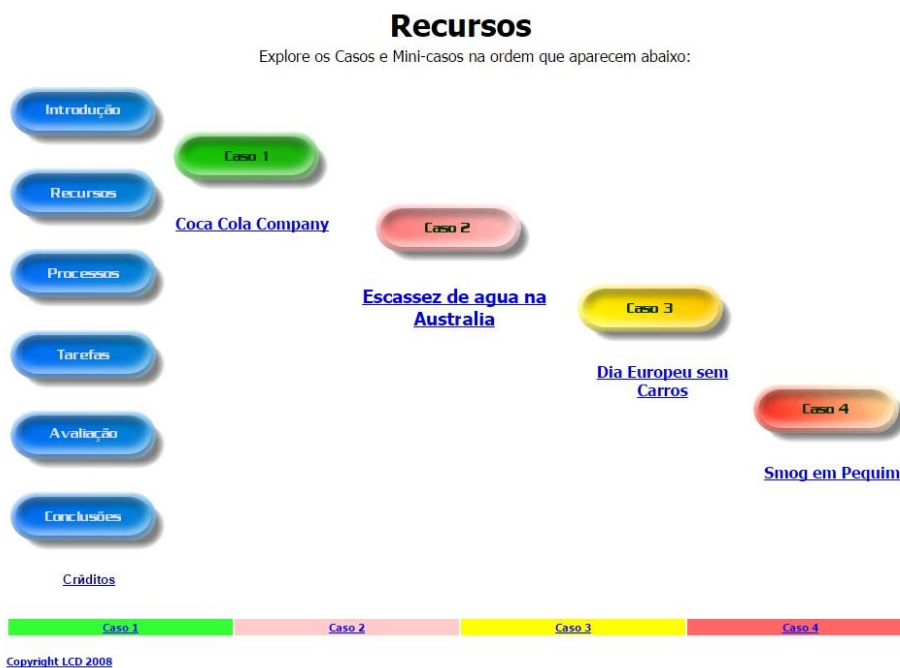 Recursos
Explore os Casos e Mini-casos na ordem que aparecem abaixo:
Introdução
Recursos
Processos
Tarefas
Avaliação
Conclusões
Crйditos
Caso 1
Coca Cola Company
Caso 2
Escassez de agua na
Australia
Caso 3
Dia Europeu sem
Carros
Caso 4
Smog em Pequim
Caso 1
Caso 2
Caso 3
Caso 4
Copyright LCD 2008